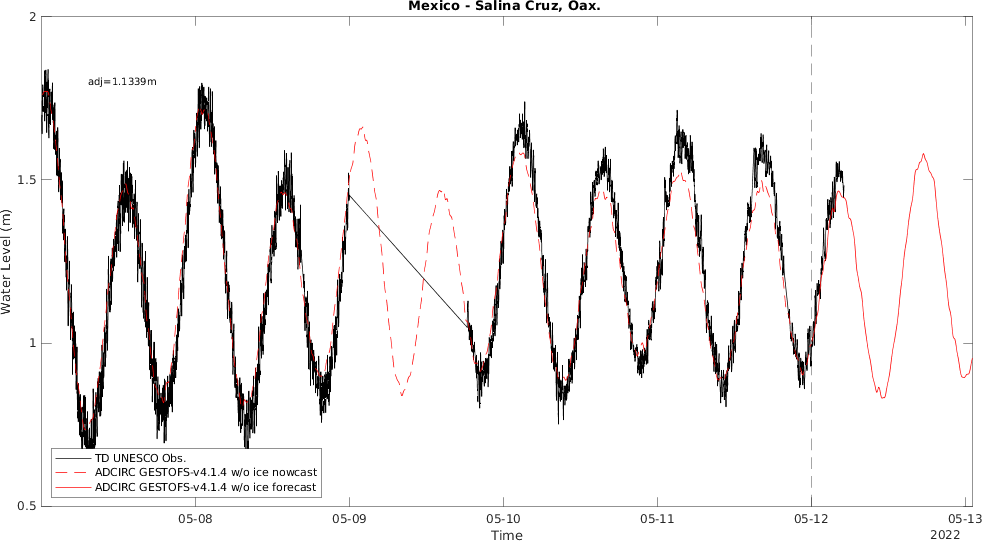 Mexico - Salina Cruz, Oax.
2
adj=1.1339m
1.5
Water Level (m)
1
TD UNESCO Obs.
ADCIRC GESTOFS-v4.1.4 w/o ice nowcast
ADCIRC GESTOFS-v4.1.4 w/o ice forecast
0.5
05-08 05-09 05-10 05-11 05-12 05-13
Time
2022